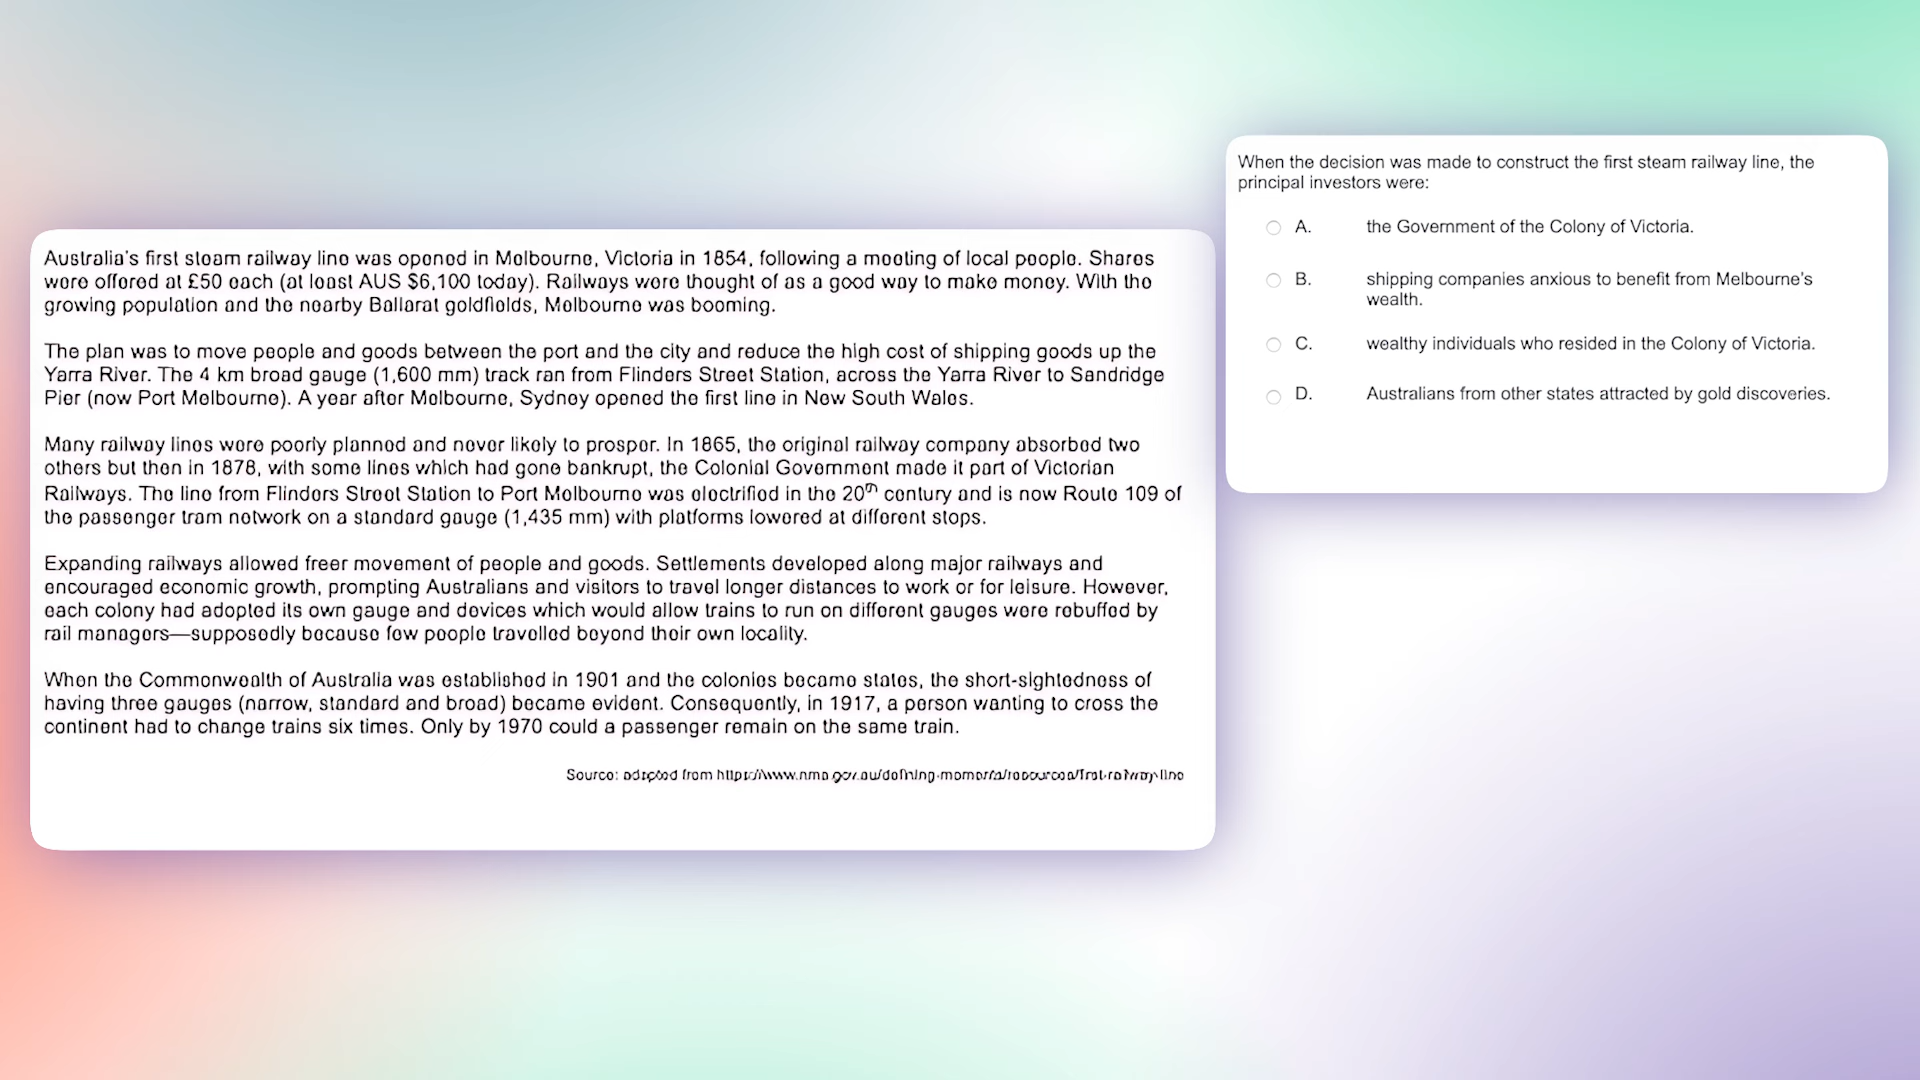 Australia's first steam railway line was opened in Melbourne, Victoria in 1854, following a meeting of local people. Shares
were offered at £50 each (at least AUS $6,100 today). Railways were thought of as a good way to make money. With the
growing population and the nearby Ballarat goldfields, Melbourne was booming.
The plan was to move people and goods between the port and the city and reduce the high cost of shipping goods up the
Yarra River. The 4 km broad gauge (1,600 mm) track ran from Flinders Street Station, across the Yarra River to Sandridge
Pier (now Port Melbourne). A year after Melbourne, Sydney opened the first line in New South Wales.
Many railway lines were poorly planned and never likely to prosper. In 1865, the original railway company absorbed two
others but then in 1878, with some lines which had gone bankrupt, the Colonial Government made it part of Victorian
Railways. The line from Flinders Street Station to Port Melbourne was electrified in the 20th century and is now Route 109 of
the passenger tram network on a standard gauge (1,435 mm) with platforms lowered at different stops.
Expanding railways allowed freer movement of people and goods. Settlements developed along major railways and
encouraged economic growth, prompting Australians and visitors to travel longer distances to work or for leisure. However,
each colony had adopted its own gauge and devices which would allow trains to run on different gauges were rebuffed by
rail managers—supposedly because few people travelled beyond their own locality.
When the Commonwealth of Australia was established in 1901 and the colonies became states, the short-sightedness of
having three gauges (narrow, standard and broad) became evident. Consequently, in 1917, a person wanting to cross the
continent had to change trains six times. Only by 1970 could a passenger remain on the same train.
Source: adapted from https://www.nma.gov.au/defining-moments/resources/first-railway-line
When the decision was made to construct the first steam railway line, the
principal investors were:
A. the Government of the Colony of Victoria.
B. shipping companies anxious to benefit from Melbourne's
wealth.
C. wealthy individuals who resided in the Colony of Victoria.
D. Australians from other states attracted by gold discoveries.